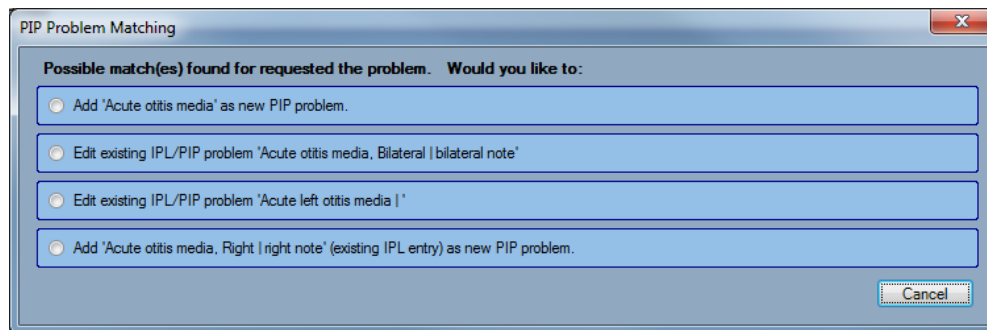 PIP Problem Matching
Possible match(es) found for requested the problem. Would you like to:
Add 'Acute otitis media' as new PIP problem.
Edit existing IPL/PIP problem 'Acute otitis media, Bilateral | bilateral note'
Edit existing IPL/PIP problem 'Acute left otitis media | '
Add 'Acute otitis media, Right | right note' (existing IPL entry) as new PIP problem.
Cancel